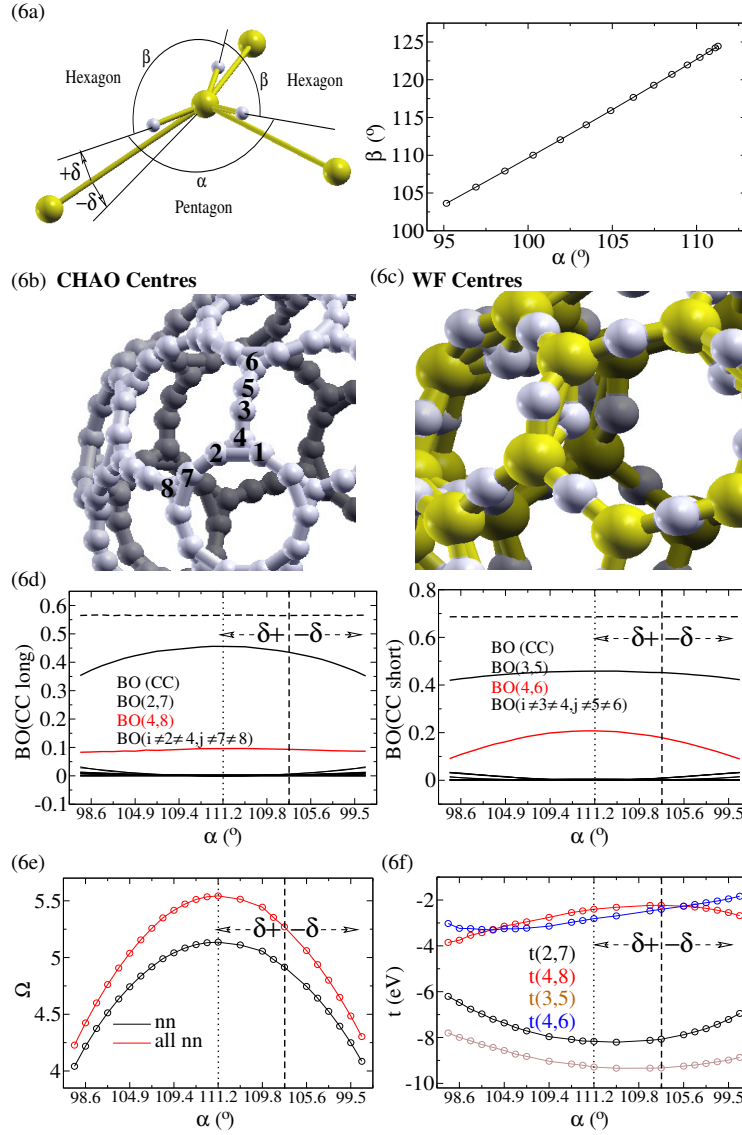 (6a)
β
Hexagon
β
Hexagon
+δ
−δ
α
Pentagon
125
120
115
110
105
100
β (º)
95
100
105
110
α (º)
(6b) CHAO Centres
6
5
3
4
2
1
7
8
(6c) WF Centres
(6d)
0.6
0.5
0.4
0.3
0.2
0.1
0
-0.1
BO(CC long)
δ+ −δ
BO (CC)
BO(2,7)
BO(4,8)
BO(i≠2≠4,j≠7≠8)
98.6 104.9 109.4 111.2 109.4 105.6 99.5
α (º)
0.8
0.6
0.4
0.2
0
BO(CC short)
δ+ −δ
BO (CC)
BO(3,5)
BO(4,6)
BO(i≠3≠4,j≠5≠6)
98.6 104.9 109.4 111.2 109.4 105.6 99.5
α (º)
(6e)
5.5
5
4.5
4
Ω
δ+ −δ
nn
all nn
98.6 104.9 109.4 111.2 109.8 105.6 99.5
α (º)
(6f)
-2
-4
-6
-8
-10
t (eV)
δ+ −δ
t(2,7)
t(4,8)
t(3,5)
t(4,6)
98.6 104.9 109.4 111.2 109.4 105.6 99.5
α (º)